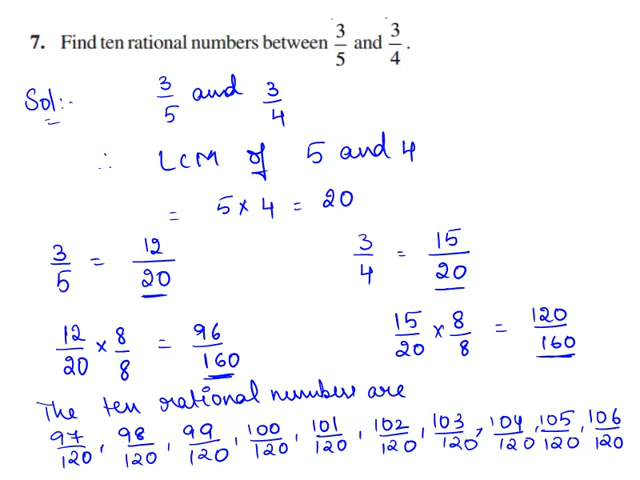 7. Find ten rational numbers between 3/5 and 3/4.
Sol:- 3/5 and 3/4
∴ LCM of 5 and 4
= 5 × 4 = 20
3/5 = 12/20 3/4 = 15/20
12/20 × 8/8 = 96/160 15/20 × 8/8 = 120/160
The ten rational numbers are
97/120, 98/120, 99/120, 100/120, 101/120, 102/120, 103/120, 104/120, 105/120, 106/120